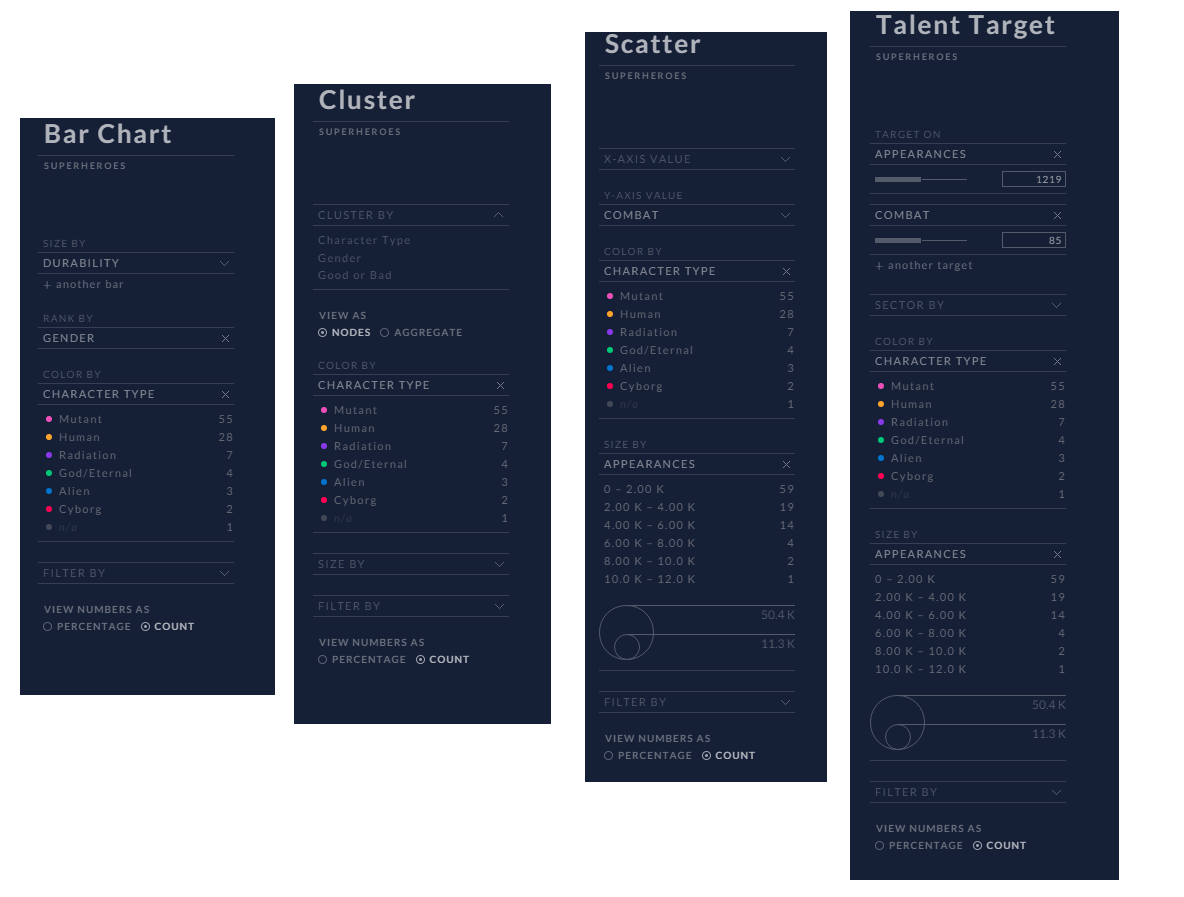 Bar Chart
SUPERHEROES
SIZE BY
DURABILITY
+ another bar
RANK BY
GENDER
COLOR BY
CHARACTER TYPE
Mutant 55
Human 28
Radiation 7
God/Eternal 4
Alien 3
Cyborg 2
n/a 1
FILTER BY
VIEW NUMBERS AS
PERCENTAGE COUNT
Cluster
SUPERHEROES
CLUSTER BY
Character Type
Gender
Good or Bad
VIEW AS
NODES AGGREGATE
COLOR BY
CHARACTER TYPE
Mutant 55
Human 28
Radiation 7
God/Eternal 4
Alien 3
Cyborg 2
n/a 1
SIZE BY
FILTER BY
VIEW NUMBERS AS
PERCENTAGE COUNT
Scatter
SUPERHEROES
X-AXIS VALUE
Y-AXIS VALUE
COMBAT
COLOR BY
CHARACTER TYPE
Mutant 55
Human 28
Radiation 7
God/Eternal 4
Alien 3
Cyborg 2
n/a 1
SIZE BY
APPEARANCES
0 – 2.00 K 59
2.00 K – 4.00 K 19
4.00 K – 6.00 K 14
6.00 K – 8.00 K 4
8.00 K – 10.0 K 2
10.0 K – 12.0 K 1
50.4 K
11.3 K
FILTER BY
VIEW NUMBERS AS
PERCENTAGE COUNT
Talent Target
SUPERHEROES
TARGET ON
APPEARANCES
1219
COMBAT
85
+ another target
SECTOR BY
COLOR BY
CHARACTER TYPE
Mutant 55
Human 28
Radiation 7
God/Eternal 4
Alien 3
Cyborg 2
n/a 1
SIZE BY
APPEARANCES
0 – 2.00 K 59
2.00 K – 4.00 K 19
4.00 K – 6.00 K 14
6.00 K – 8.00 K 4
8.00 K – 10.0 K 2
10.0 K – 12.0 K 1
50.4 K
11.3 K
FILTER BY
VIEW NUMBERS AS
PERCENTAGE COUNT